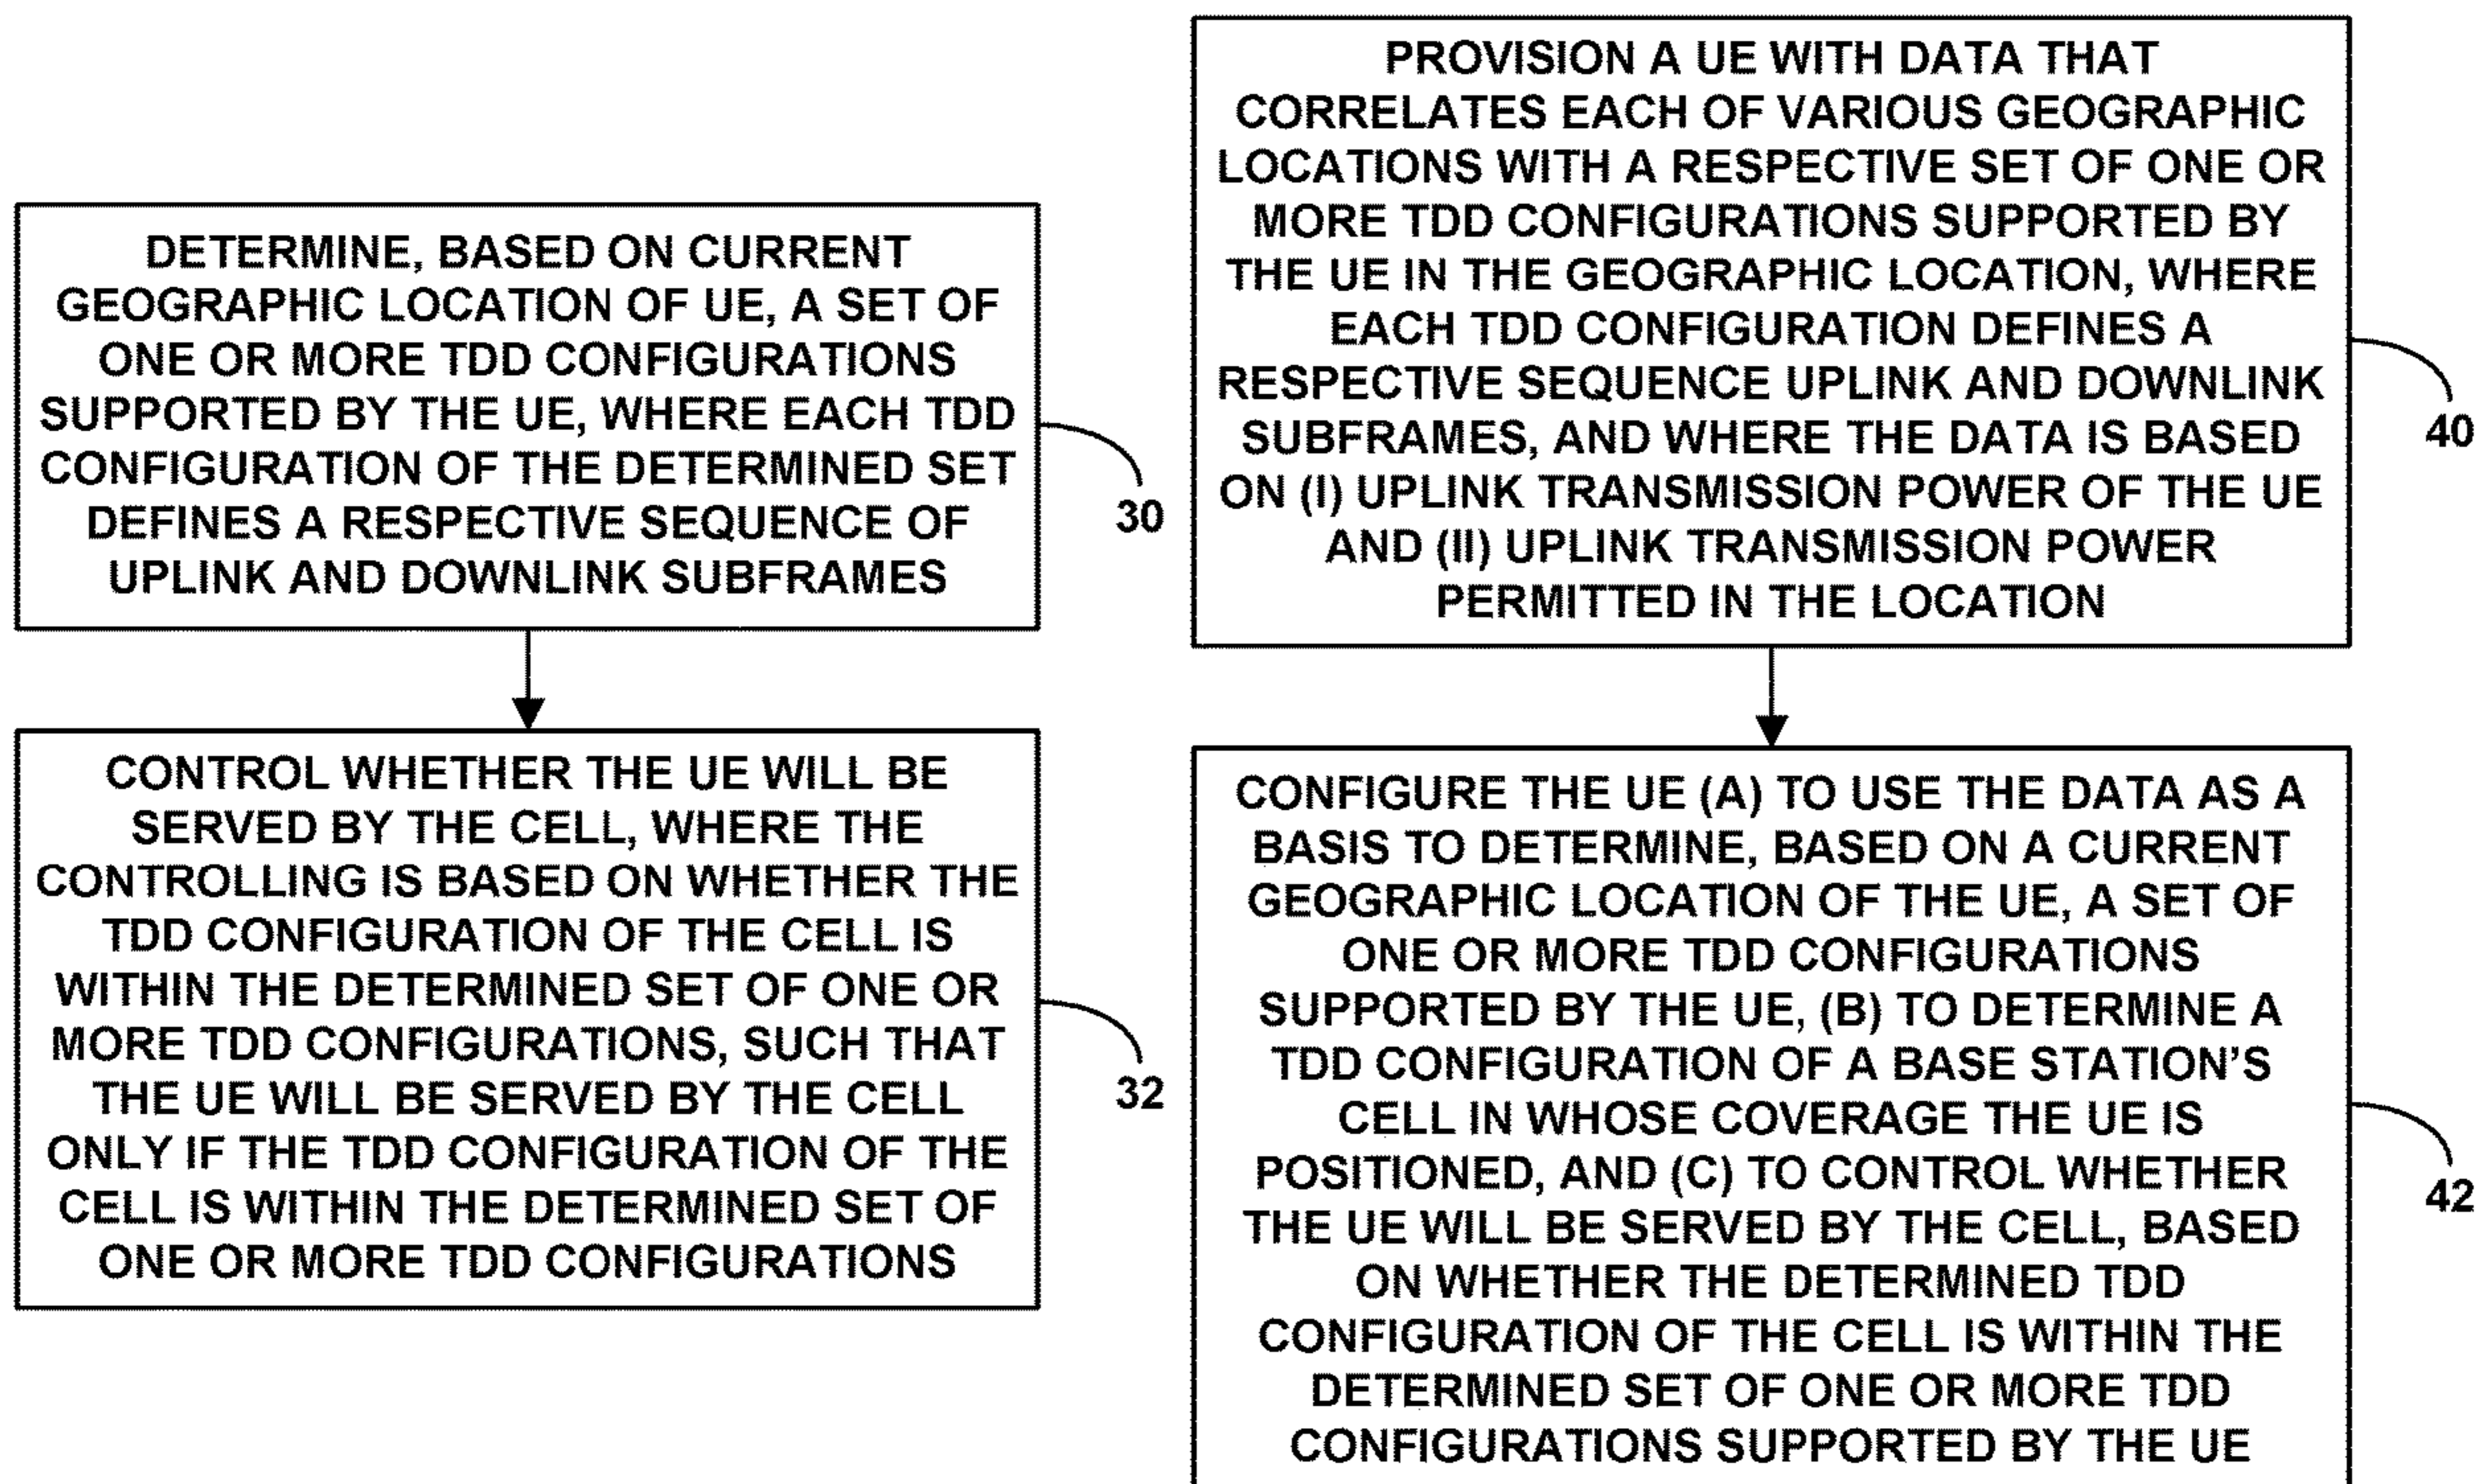 DETERMINE, BASED ON CURRENT
GEOGRAPHIC LOCATION OF UE, A SET OF
ONE OR MORE TDD CONFIGURATIONS
SUPPORTED BY THE UE, WHERE EACH TDD
CONFIGURATION OF THE DETERMINED SET
DEFINES A RESPECTIVE SEQUENCE OF
UPLINK AND DOWNLINK SUBFRAMES
30
CONTROL WHETHER THE UE WILL BE
SERVED BY THE CELL, WHERE THE
CONTROLLING IS BASED ON WHETHER THE
TDD CONFIGURATION OF THE CELL IS
WITHIN THE DETERMINED SET OF ONE OR
MORE TDD CONFIGURATIONS, SUCH THAT
THE UE WILL BE SERVED BY THE CELL
ONLY IF THE TDD CONFIGURATION OF THE
CELL IS WITHIN THE DETERMINED SET OF
ONE OR MORE TDD CONFIGURATIONS
32
PROVISION A UE WITH DATA THAT
CORRELATES EACH OF VARIOUS GEOGRAPHIC
LOCATIONS WITH A RESPECTIVE SET OF ONE OR
MORE TDD CONFIGURATIONS SUPPORTED BY
THE UE IN THE GEOGRAPHIC LOCATION, WHERE
EACH TDD CONFIGURATION DEFINES A
RESPECTIVE SEQUENCE UPLINK AND DOWNLINK
SUBFRAMES, AND WHERE THE DATA IS BASED
ON (I) UPLINK TRANSMISSION POWER OF THE UE
AND (II) UPLINK TRANSMISSION POWER
PERMITTED IN THE LOCATION
40
CONFIGURE THE UE (A) TO USE THE DATA AS A
BASIS TO DETERMINE, BASED ON A CURRENT
GEOGRAPHIC LOCATION OF THE UE, A SET OF
ONE OR MORE TDD CONFIGURATIONS
SUPPORTED BY THE UE, (B) TO DETERMINE A
TDD CONFIGURATION OF A BASE STATION'S
CELL IN WHOSE COVERAGE THE UE IS
POSITIONED, AND (C) TO CONTROL WHETHER
THE UE WILL BE SERVED BY THE CELL, BASED
ON WHETHER THE DETERMINED TDD
CONFIGURATION OF THE CELL IS WITHIN THE
DETERMINED SET OF ONE OR MORE TDD
CONFIGURATIONS SUPPORTED BY THE UE
42